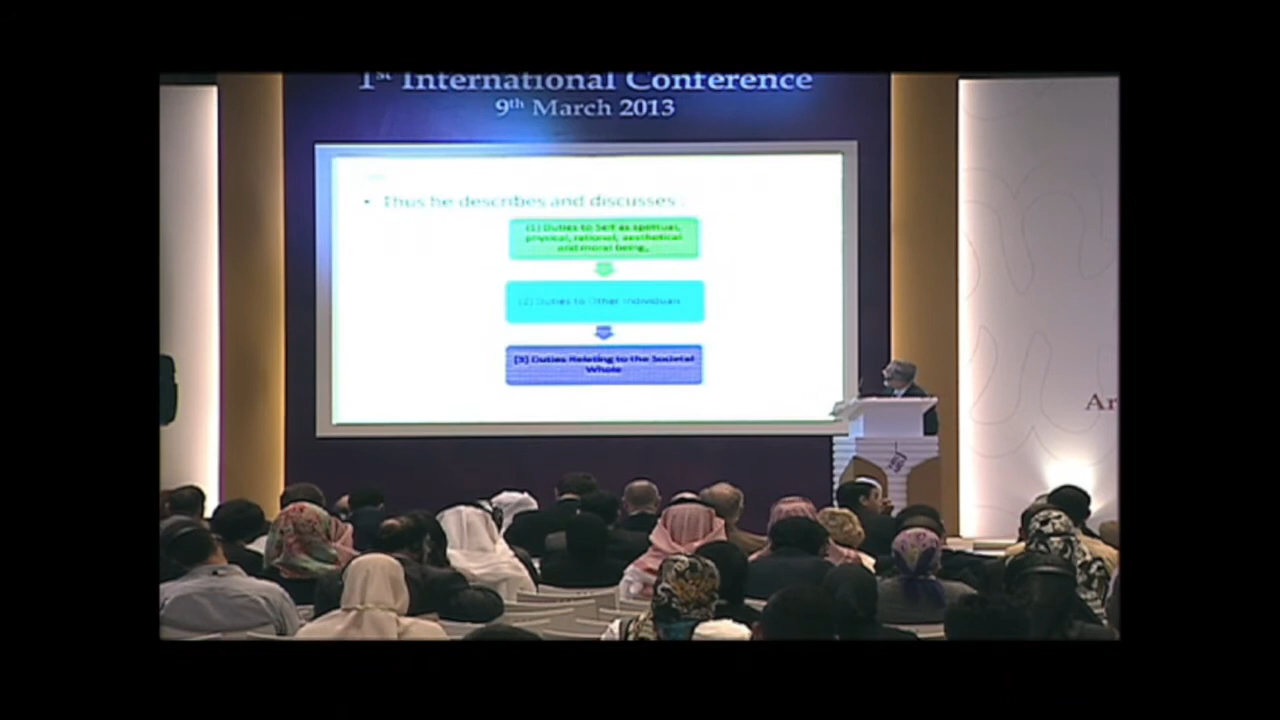 1st International Conference
9th March 2013
• Thus he describes and discusses :
(1) Duties to Self as spiritual,
physical, rational, aesthetical
and moral being,
(2) Duties to Other Individuals
(3) Duties Relating to the Societal
Whole
Ar